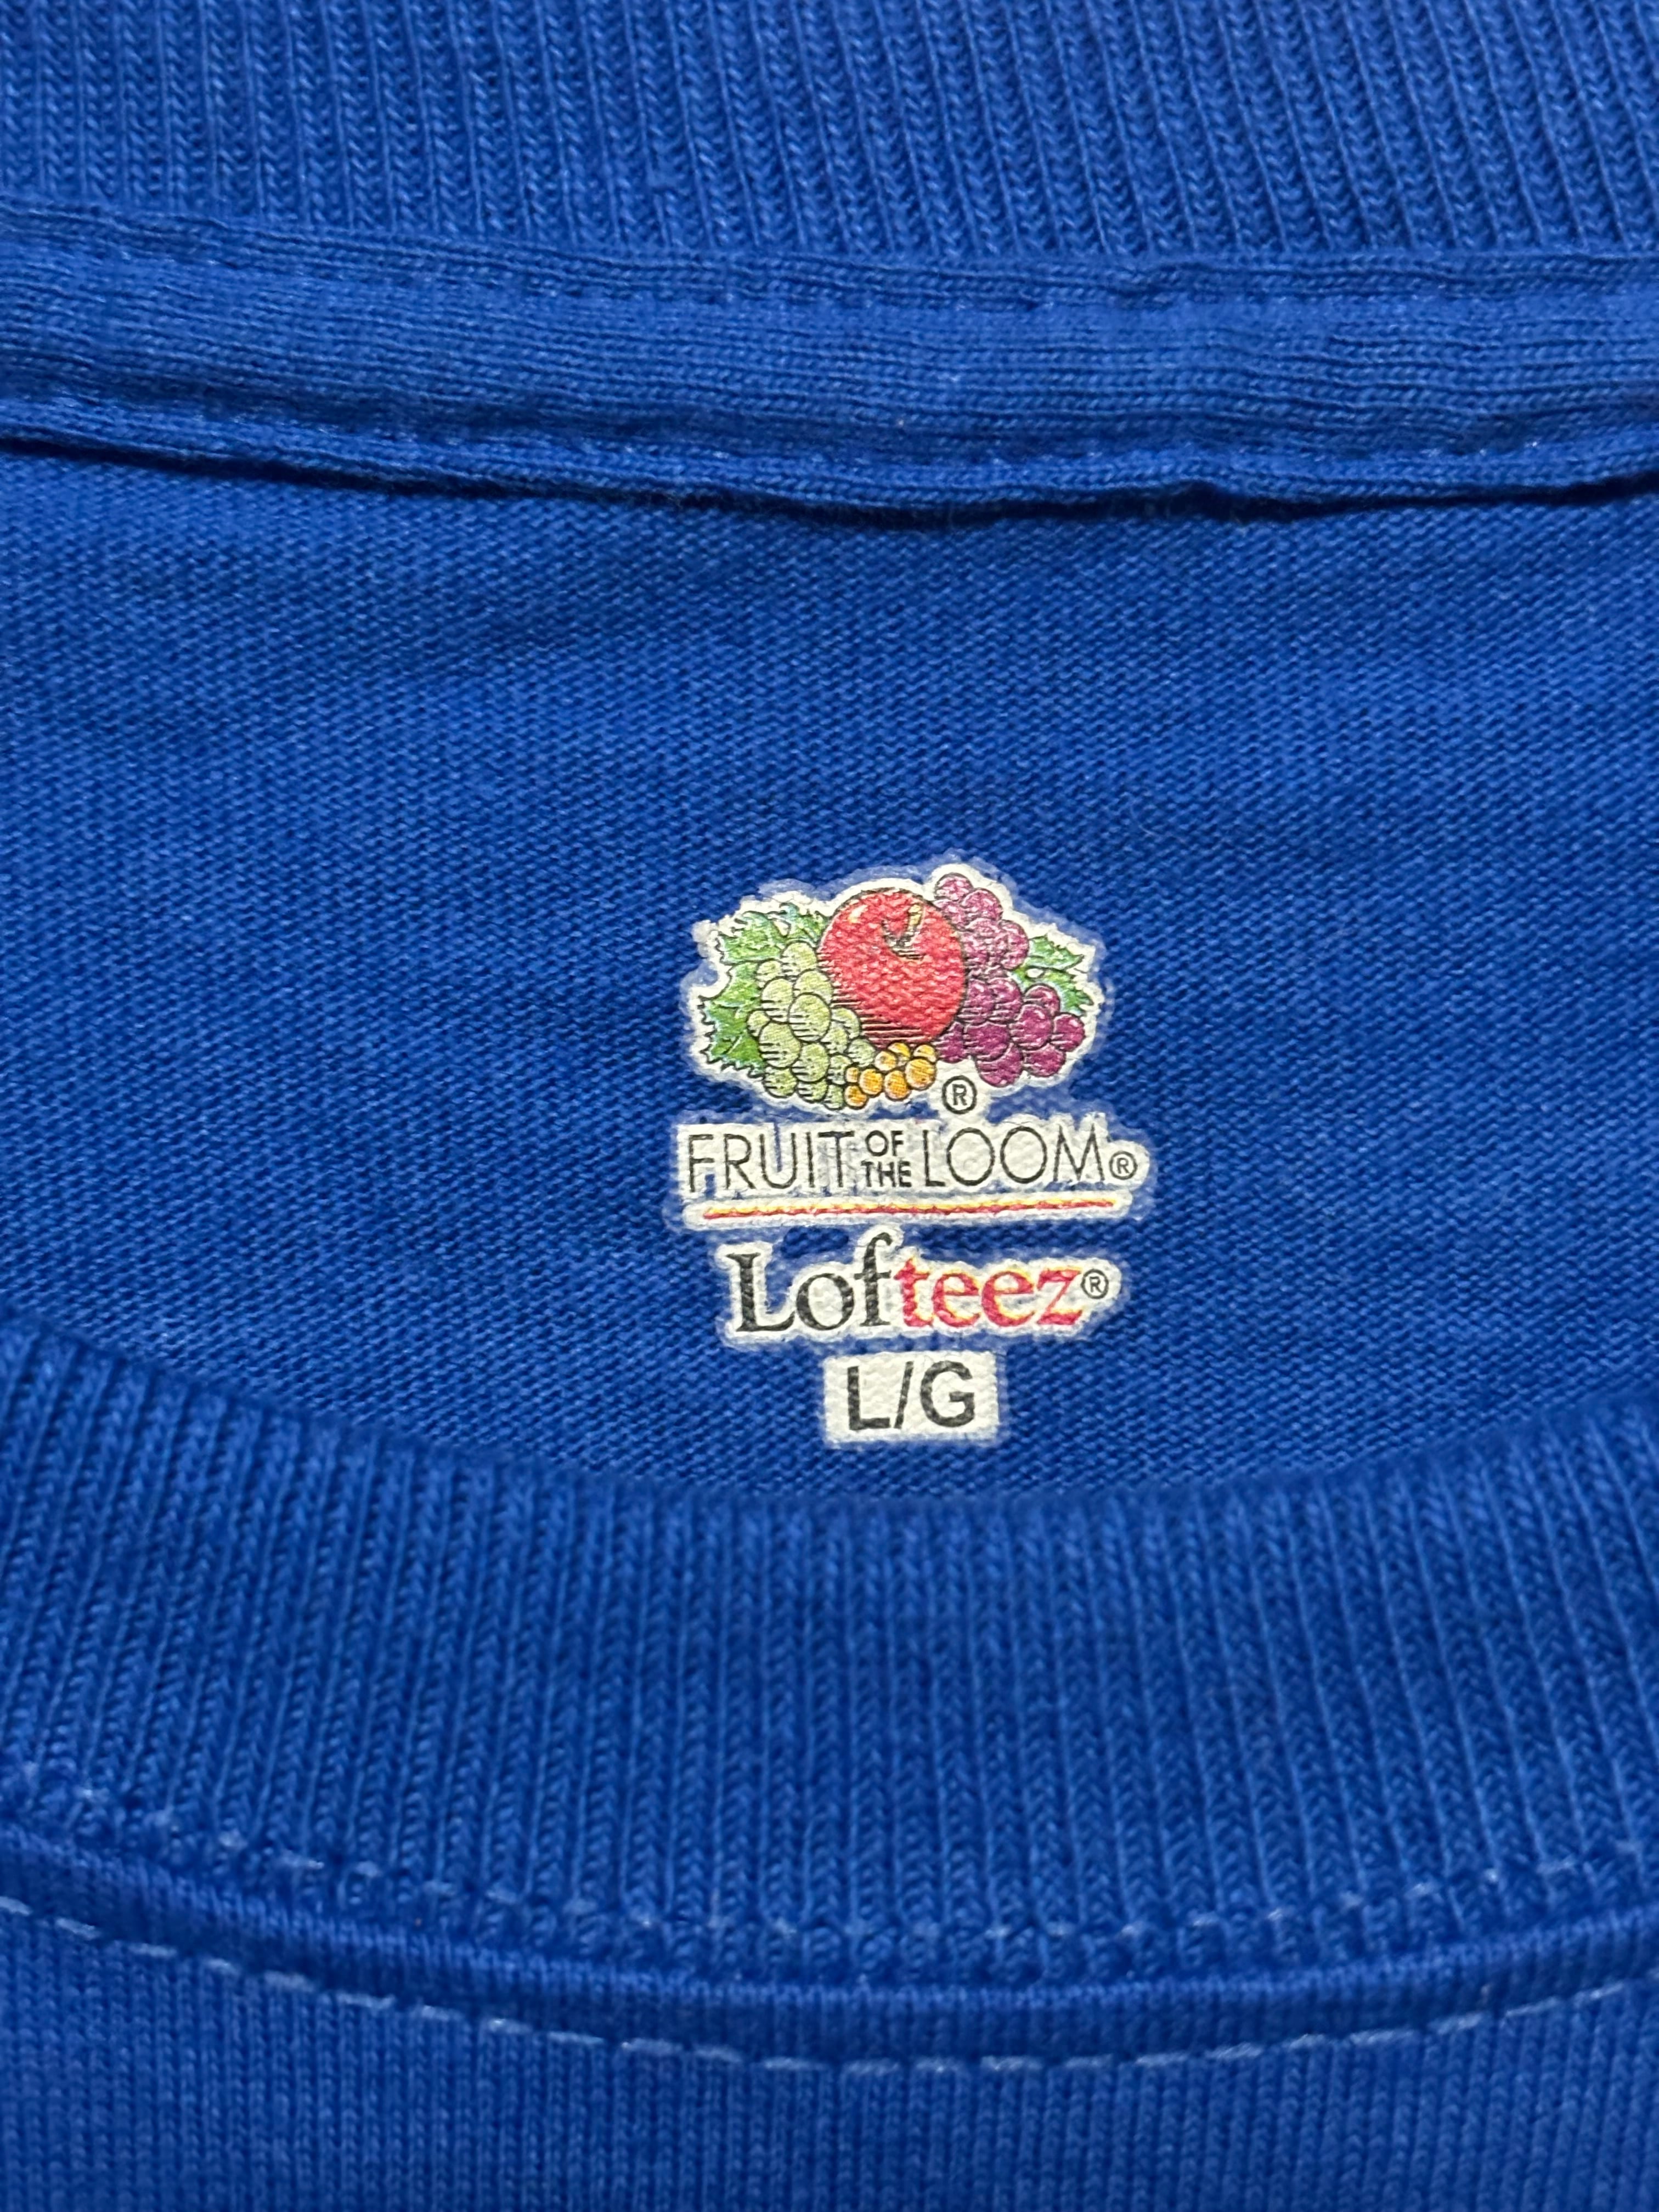 ®
FRUIT OF THE LOOM®
Lofteez®
L/G